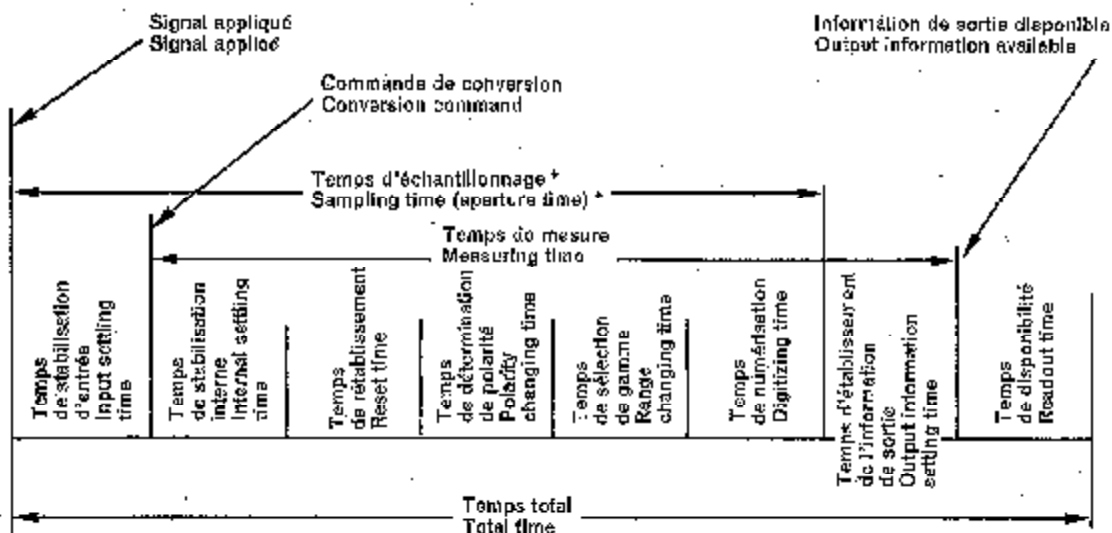 Signal appliqué
Signal applied
Information de sortie disponible
Output information available
Commande de conversion
Conversion command
Temps d'échantillonnage *
Sampling time (aperture time) *
Temps de mesure
Measuring time
Temps
de stabilisation
d'entrée
Input settling
time
Temps
de stabilisation
interne
Internal settling
time
Temps
de rétablissement
Reset time
Temps
de détermination
de polarité
Polarity
changing time
Temps
de sélection
de gamme
Range
changing time
Temps
de numérisation
Digitizing time
Temps d'établissement
de l'information
de sortie
Output information
setting time
Temps
de disponibilité
Readout time
Temps total
Total time